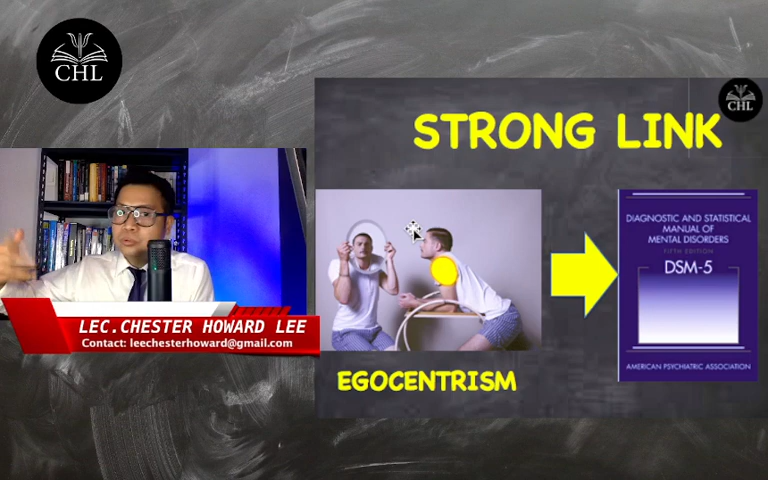 CHL
CHL
STRONG LINK
DIAGNOSTIC AND STATISTICAL
MANUAL OF
MENTAL DISORDERS
FIFTH EDITION
DSM-5
AMERICAN PSYCHIATRIC ASSOCIATION
EGOCENTRISM
LEC.CHESTER HOWARD LEE
Contact: leechesterhoward@gmail.com